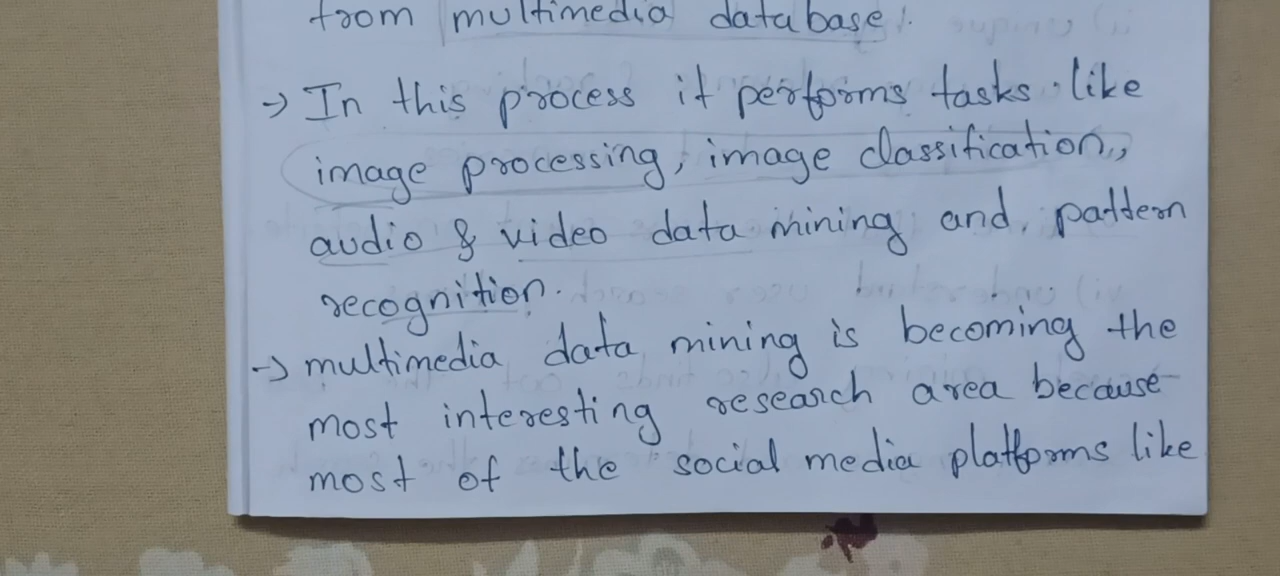 from multimedia database.
→ In this process it performs tasks like
image processing, image classification,
audio & video data mining and pattern
recognition.
→ multimedia data mining is becoming the
most interesting research area because
most of the social media platforms like